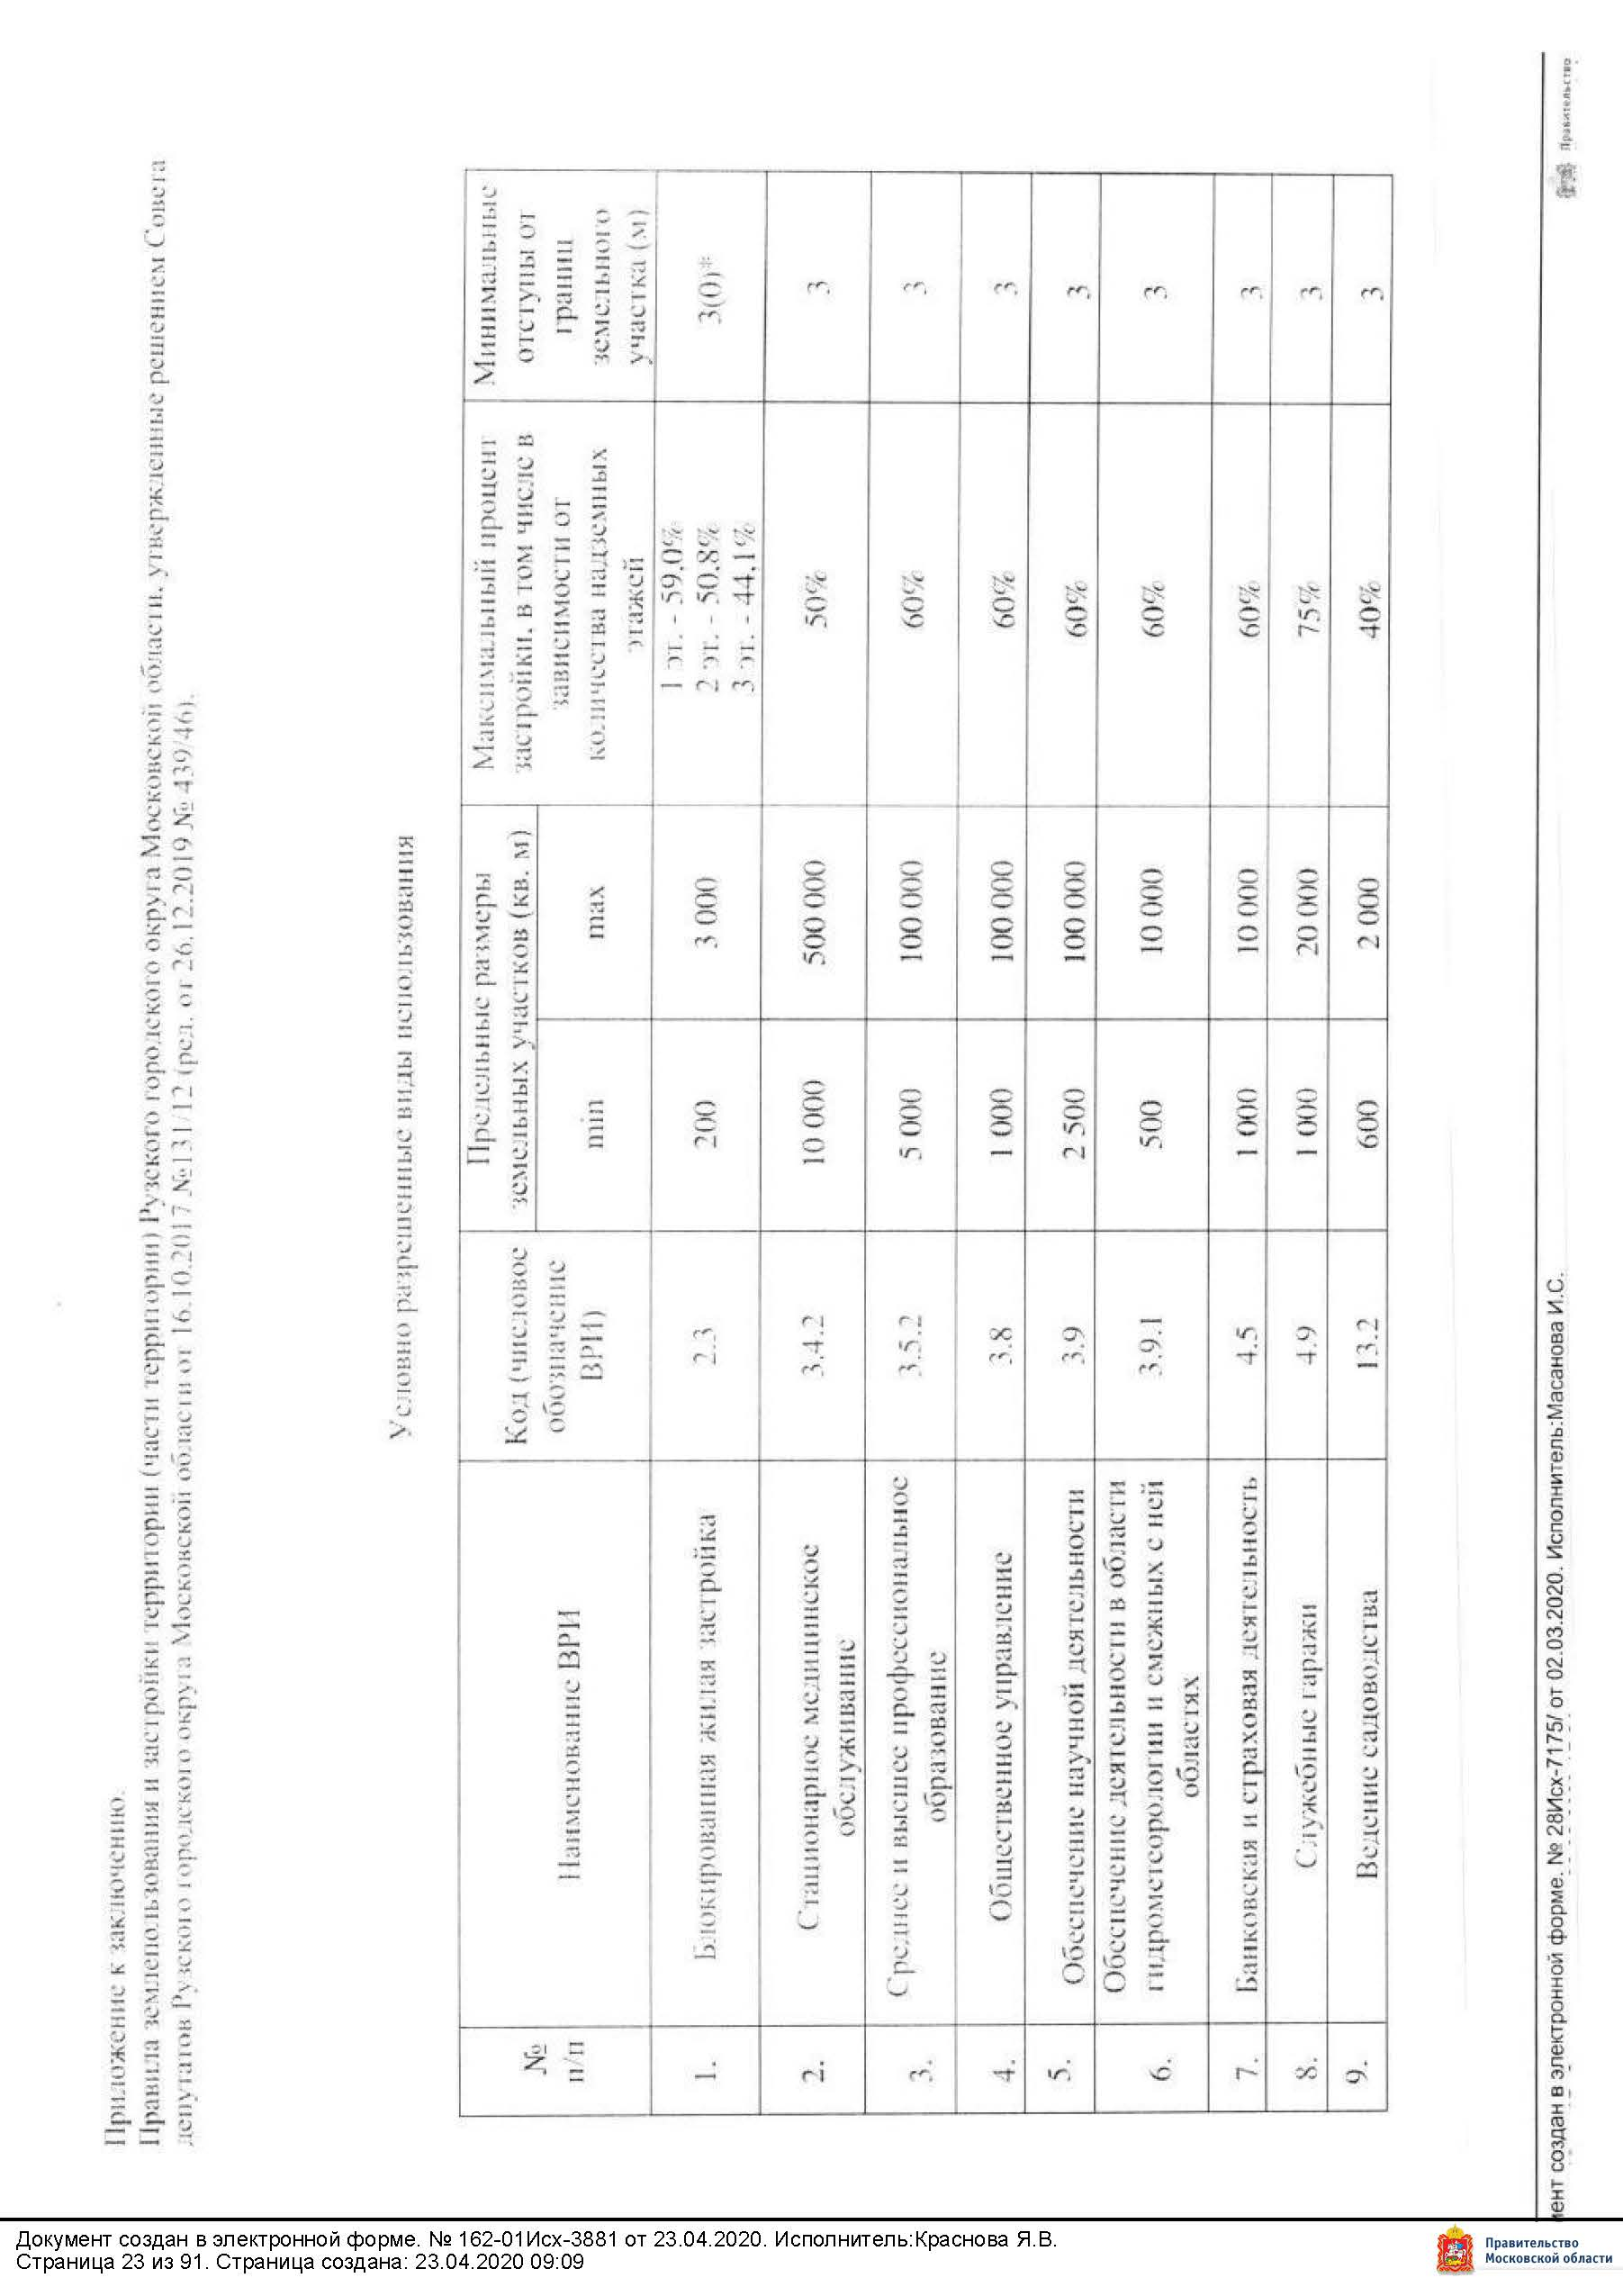 Приложение к заключению.
Правила землепользования и застройки территории (части территории) Рузского городского округа Московской области, утвержденные решением Совета
депутатов Рузского городского округа Московской области от 16.10.2017 №131/12 (ред. от 26.12.2019 № 439/46).
Условно разрешенные виды использования
№
п/п
Наименование ВРИ
Код (числовое
обозначение
ВРИ)
Предельные размеры
земельных участков (кв. м)
min
max
Максимальный процент
застройки, в том числе в
зависимости от
количества надземных
этажей
Минимальные
отступы от
границ
земельного
участка (м)
1. Блокированная жилая застройка 2.3 200 3 000
1 эт. - 59,0%
2 эт. - 50,8%
3 эт. - 44,1%
3(0)*
2. Стационарное медицинское
обслуживание
3.4.2 10 000 500 000 50% 3
3. Среднее и высшее профессиональное
образование
3.5.2 5 000 100 000 60% 3
4. Общественное управление 3.8 1 000 100 000 60% 3
5. Обеспечение научной деятельности 3.9 2 500 100 000 60% 3
6. Обеспечение деятельности в области
гидрометеорологии и смежных с ней
областях
3.9.1 500 10 000 60% 3
7. Банковская и страховая деятельность 4.5 1 000 10 000 60% 3
8. Служебные гаражи 4.9 1 000 20 000 75% 3
9. Ведение садоводства 13.2 600 2 000 40% 3
мент создан в электронной форме. № 28Исх-7175/ от 02.03.2020. Исполнитель:Масанова И.С.
Правительство
Документ создан в электронной форме. № 162-01Исх-3881 от 23.04.2020. Исполнитель:Краснова Я.В.
Страница 23 из 91. Страница создана: 23.04.2020 09:09
Правительство
Московской области